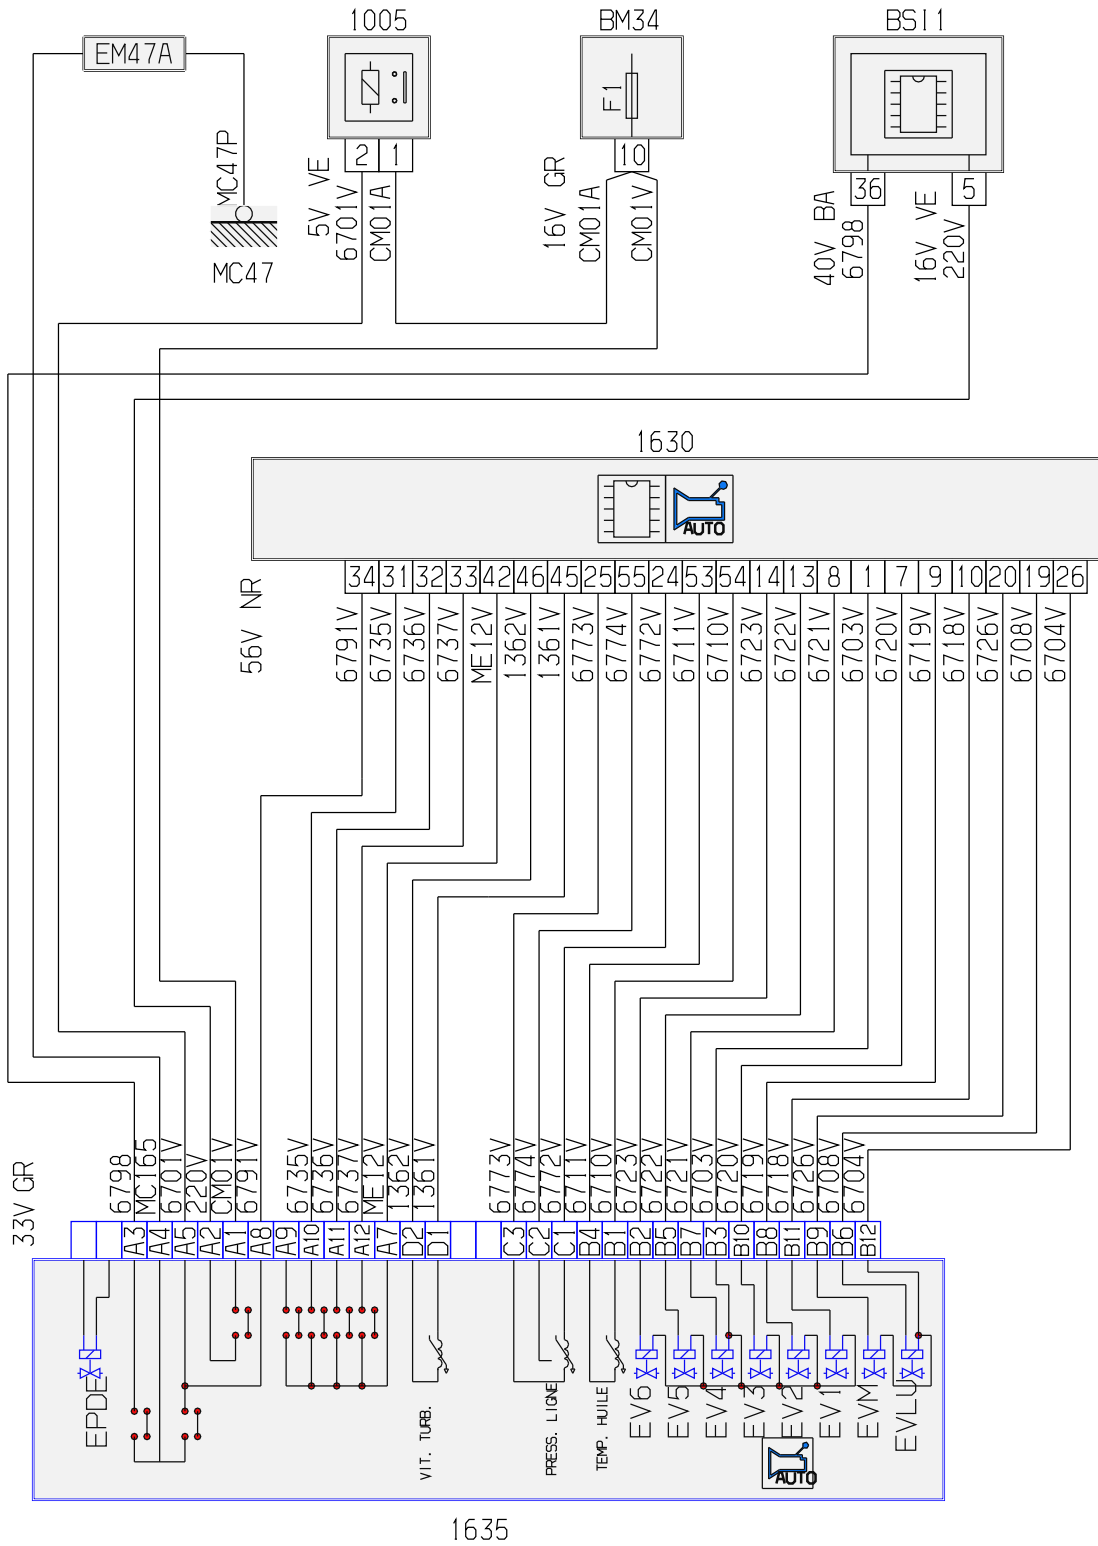 1005
BM34
BSI1
EM47A
F1
2
1
10
36
5
MC47P
MC47
5V VE
6701V
CM01A
16V GR
CM01A
CM01V
40V BA
6798
16V VE
220V
1630
AUTO
34 31 32 33 42 46 45 25 55 24 53 54 14 13 8 1 7 9 10 20 19 26
56V NR
6791V
6735V
6736V
6737V
ME12V
1362V
1361V
6773V
6774V
6772V
6711V
6710V
6723V
6722V
6721V
6703V
6720V
6719V
6718V
6726V
6708V
6704V
33V GR
6798
MC165
6701V
220V
CM01V
6791V
6735V
6736V
6737V
ME12V
1362V
1361V
6773V
6774V
6772V
6711V
6710V
6723V
6722V
6721V
6703V
6720V
6719V
6718V
6726V
6708V
6704V
A3 A4 A5 A2 A1 A8 A9 A10 A11 A12 A7 D2 D1 C3 C2 C1 B4 B1 B2 B5 B7 B3 B10 B8 B11 B9 B6 B12
EPDE
VIT. TURB.
PRESS. LIGNE
TEMP. HUILE
EV6
EV5
EV4
EV3
EV2
EV1
EVM
EVLU
AUTO
1635